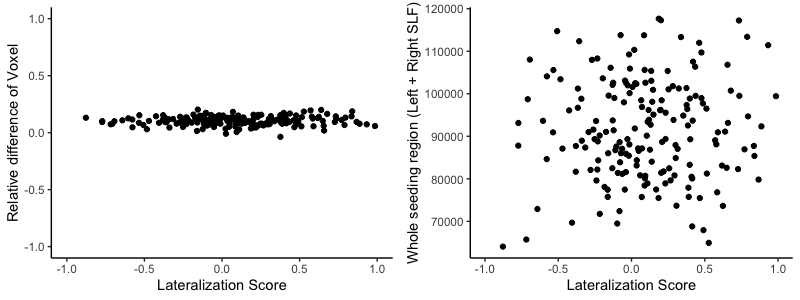 Relative difference of Voxel
1.0
0.5
0.0
-0.5
-1.0
-1.0 -0.5 0.0 0.5 1.0
Lateralization Score
Whole seeding region (Left + Right SLF)
120000
110000
100000
90000
80000
70000
-1.0 -0.5 0.0 0.5 1.0
Lateralization Score